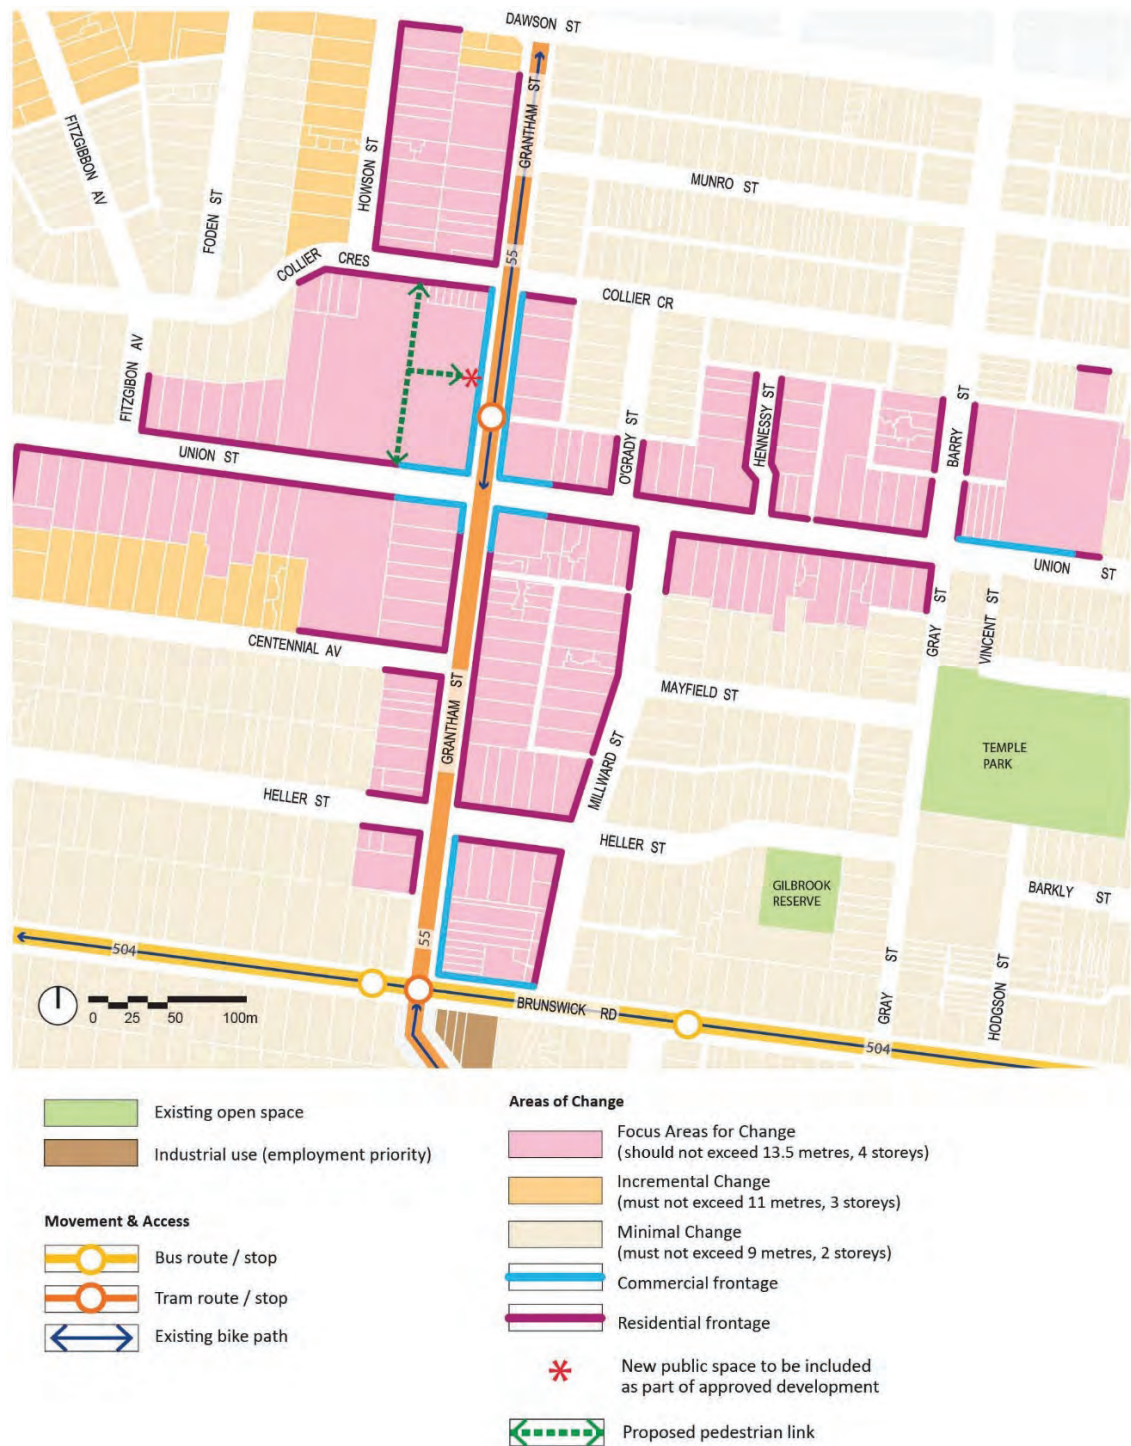 DAWSON ST
FITZGIBBON AV
FODEN ST
HOWSON ST
GRANTHAM ST
MUNRO ST
55
COLLIER CRES
COLLIER CR
FITZGIBON AV
UNION ST
O'GRADY ST
HENNESSY ST
BARRY ST
UNION ST
CENTENNIAL AV
GRANTHAM ST
MAYFIELD ST
GRAY ST
VINCENT ST
TEMPLE
PARK
HELLER ST
MILLWARD ST
HELLER ST
GILBROOK
RESERVE
BARKLY ST
504
55
GRAY ST
HODGSON ST
BRUNSWICK RD
504
0 25 50 100m
Existing open space
Industrial use (employment priority)
Movement & Access
Bus route / stop
Tram route / stop
Existing bike path
Areas of Change
Focus Areas for Change
(should not exceed 13.5 metres, 4 storeys)
Incremental Change
(must not exceed 11 metres, 3 storeys)
Minimal Change
(must not exceed 9 metres, 2 storeys)
Commercial frontage
Residential frontage
New public space to be included
as part of approved development
Proposed pedestrian link